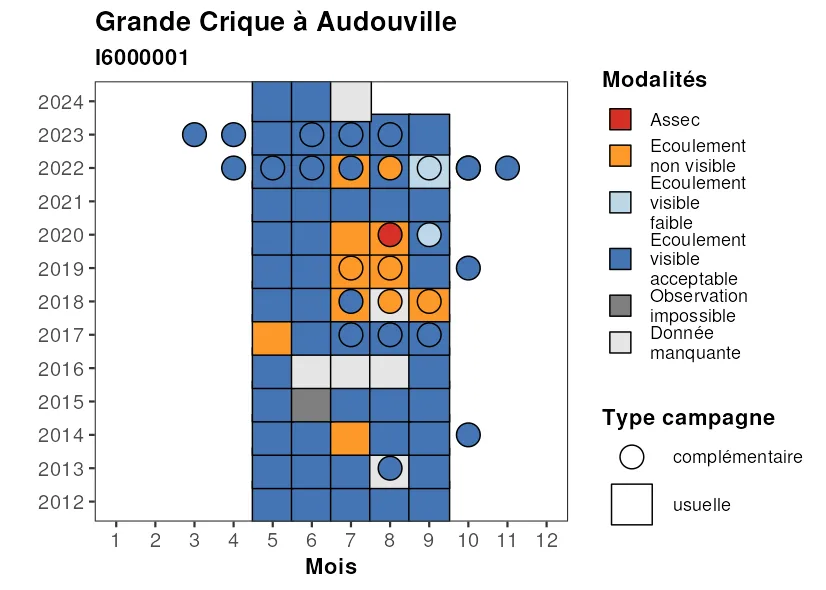 Grande Crique à Audouville
I6000001
2024
2023
2022
2021
2020
2019
2018
2017
2016
2015
2014
2013
2012
1 2 3 4 5 6 7 8 9 10 11 12
Mois
Modalités
Assec
Ecoulement
non visible
Ecoulement
visible
faible
Ecoulement
visible
acceptable
Observation
impossible
Donnée
manquante
Type campagne
complémentaire
usuelle